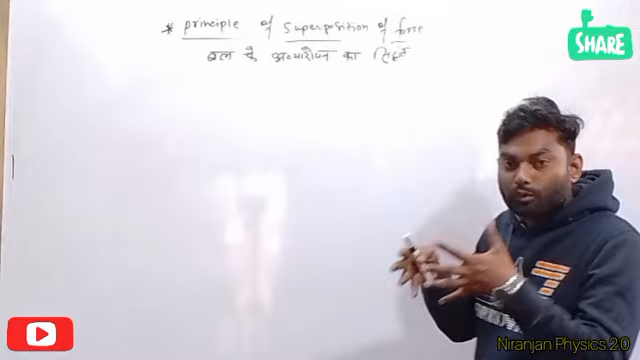 * principle of superposition of force
बल के अध्यारोपण का सिद्धांत
SHARE
Niranjan Physics 2.0